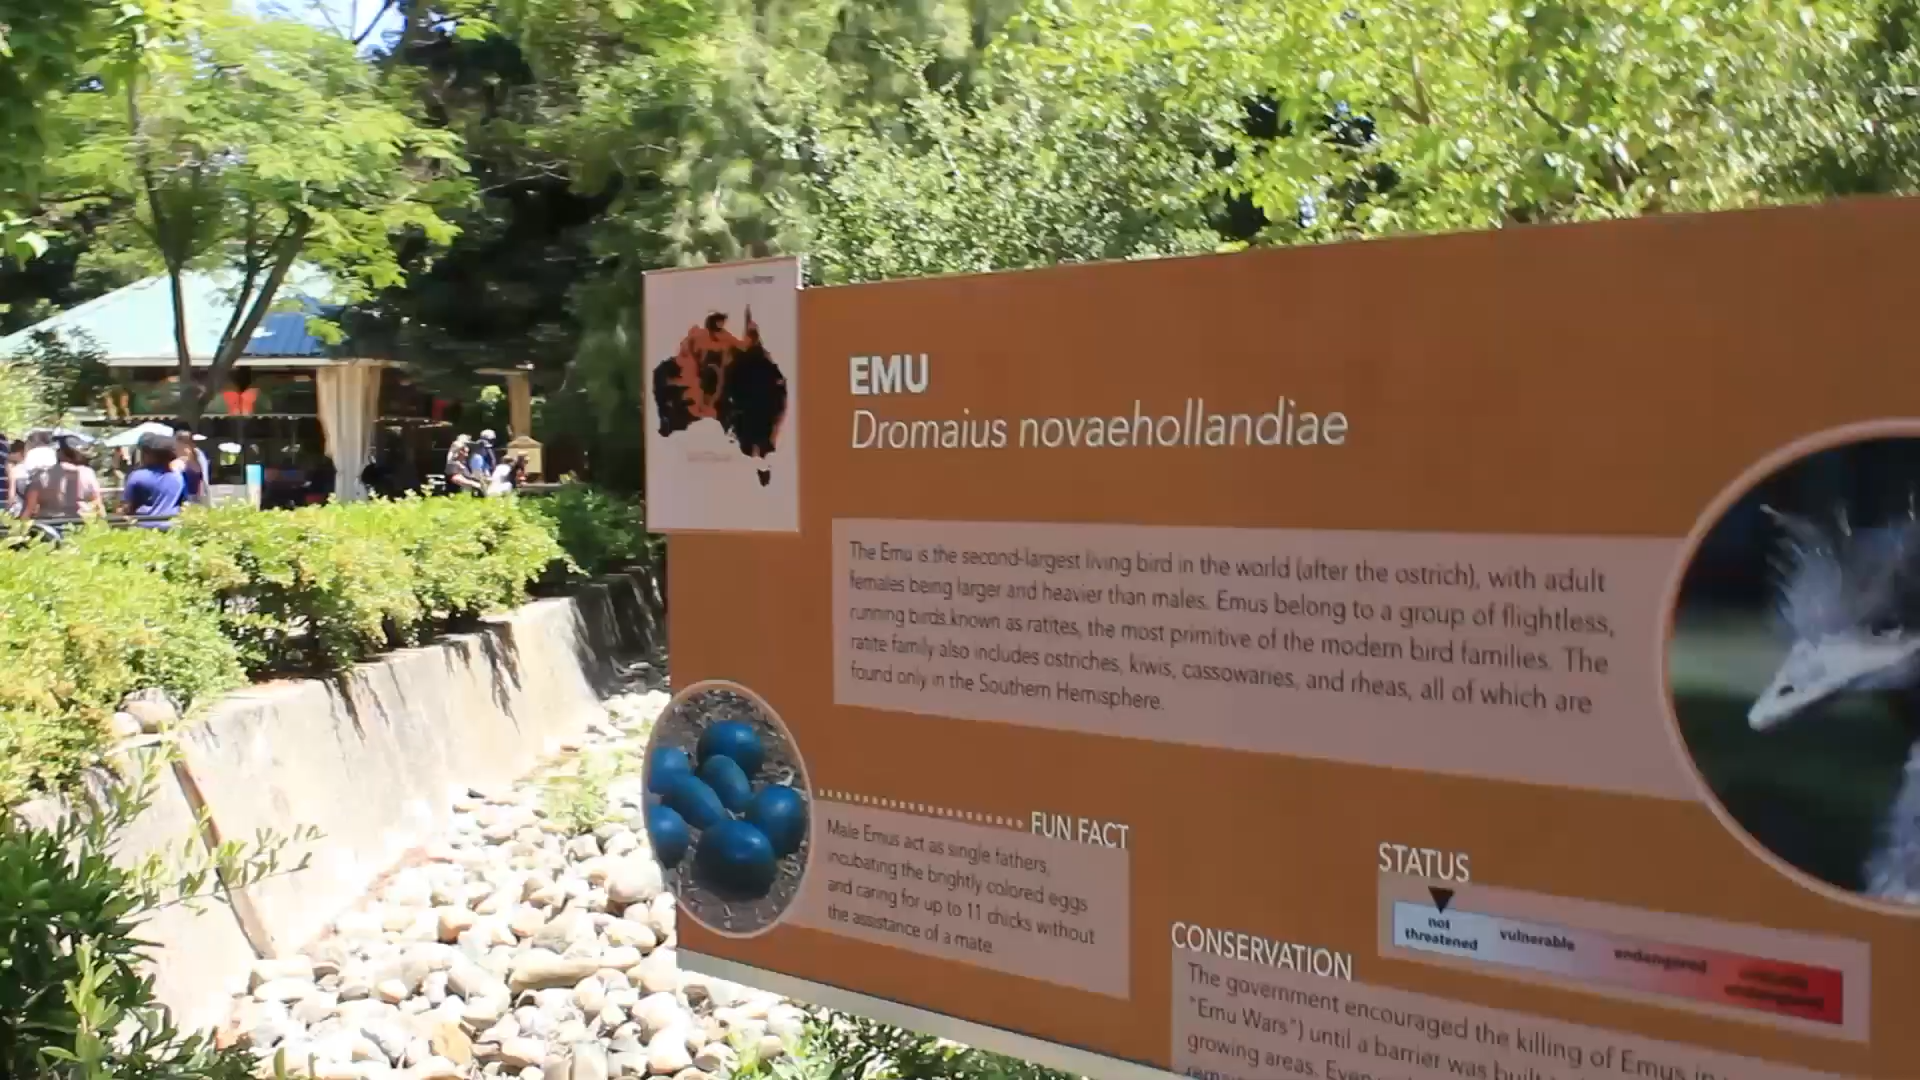 EMU
Dromaius novaehollandiae
The Emu is the second-largest living bird in the world (after the ostrich), with adult
females being larger and heavier than males. Emus belong to a group of flightless,
running birds known as ratites, the most primitive of the modern bird families. The
ratite family also includes ostriches, kiwis, cassowaries, and rheas, all of which are
found only in the Southern Hemisphere.
FUN FACT
Male Emus act as single fathers,
incubating the brightly colored eggs
and caring for up to 11 chicks without
the assistance of a mate.
STATUS
not
threatened
vulnerable
endangered
critically
endangered
CONSERVATION
The government encouraged the killing of Emus in
"Emu Wars") until a barrier was built
growing areas. Even